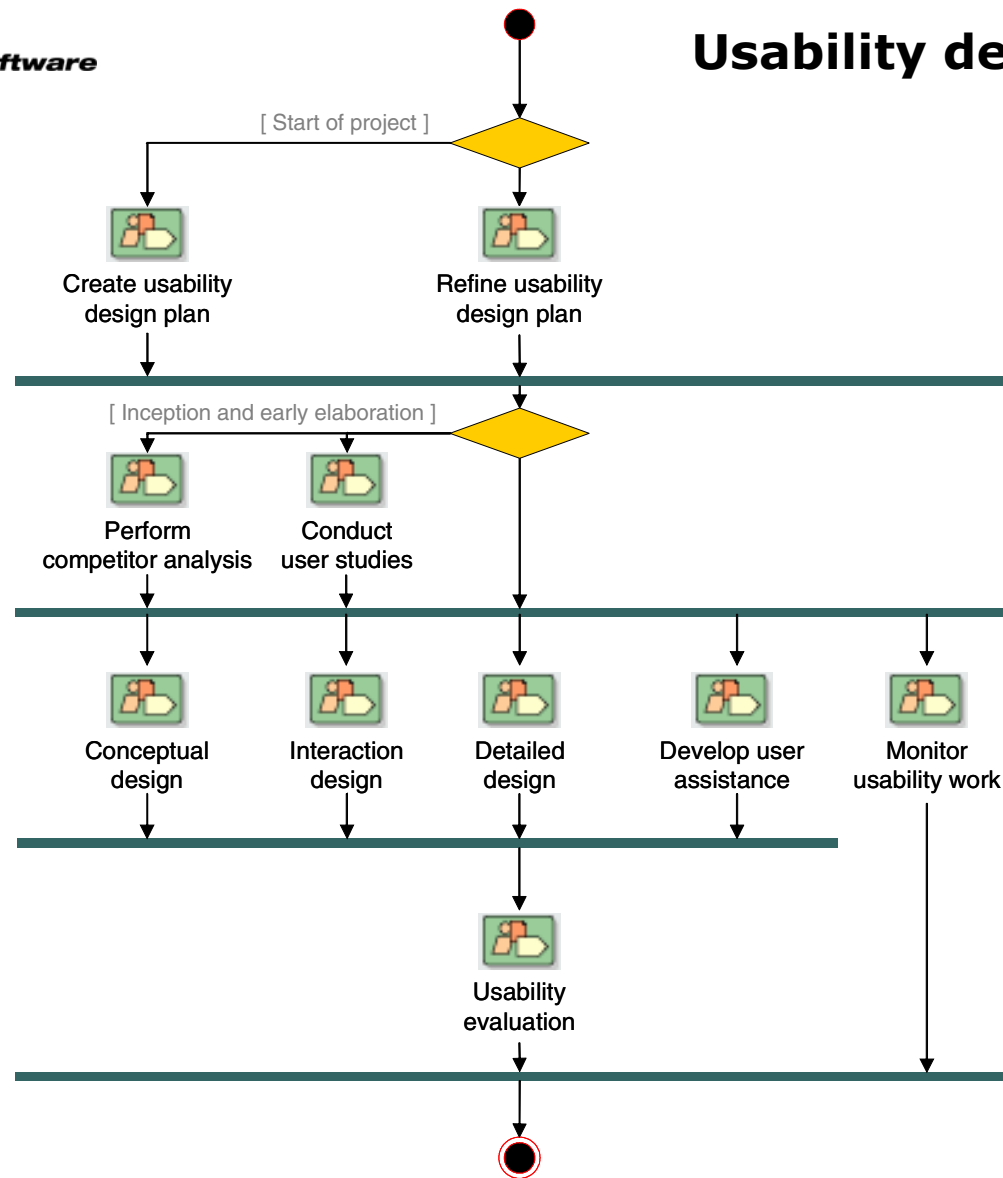 ftware
Usability de
[ Start of project ]
Create usability
design plan
Refine usability
design plan
[ Inception and early elaboration ]
Perform
competitor analysis
Conduct
user studies
Conceptual
design
Interaction
design
Detailed
design
Develop user
assistance
Monitor
usability work
Usability
evaluation